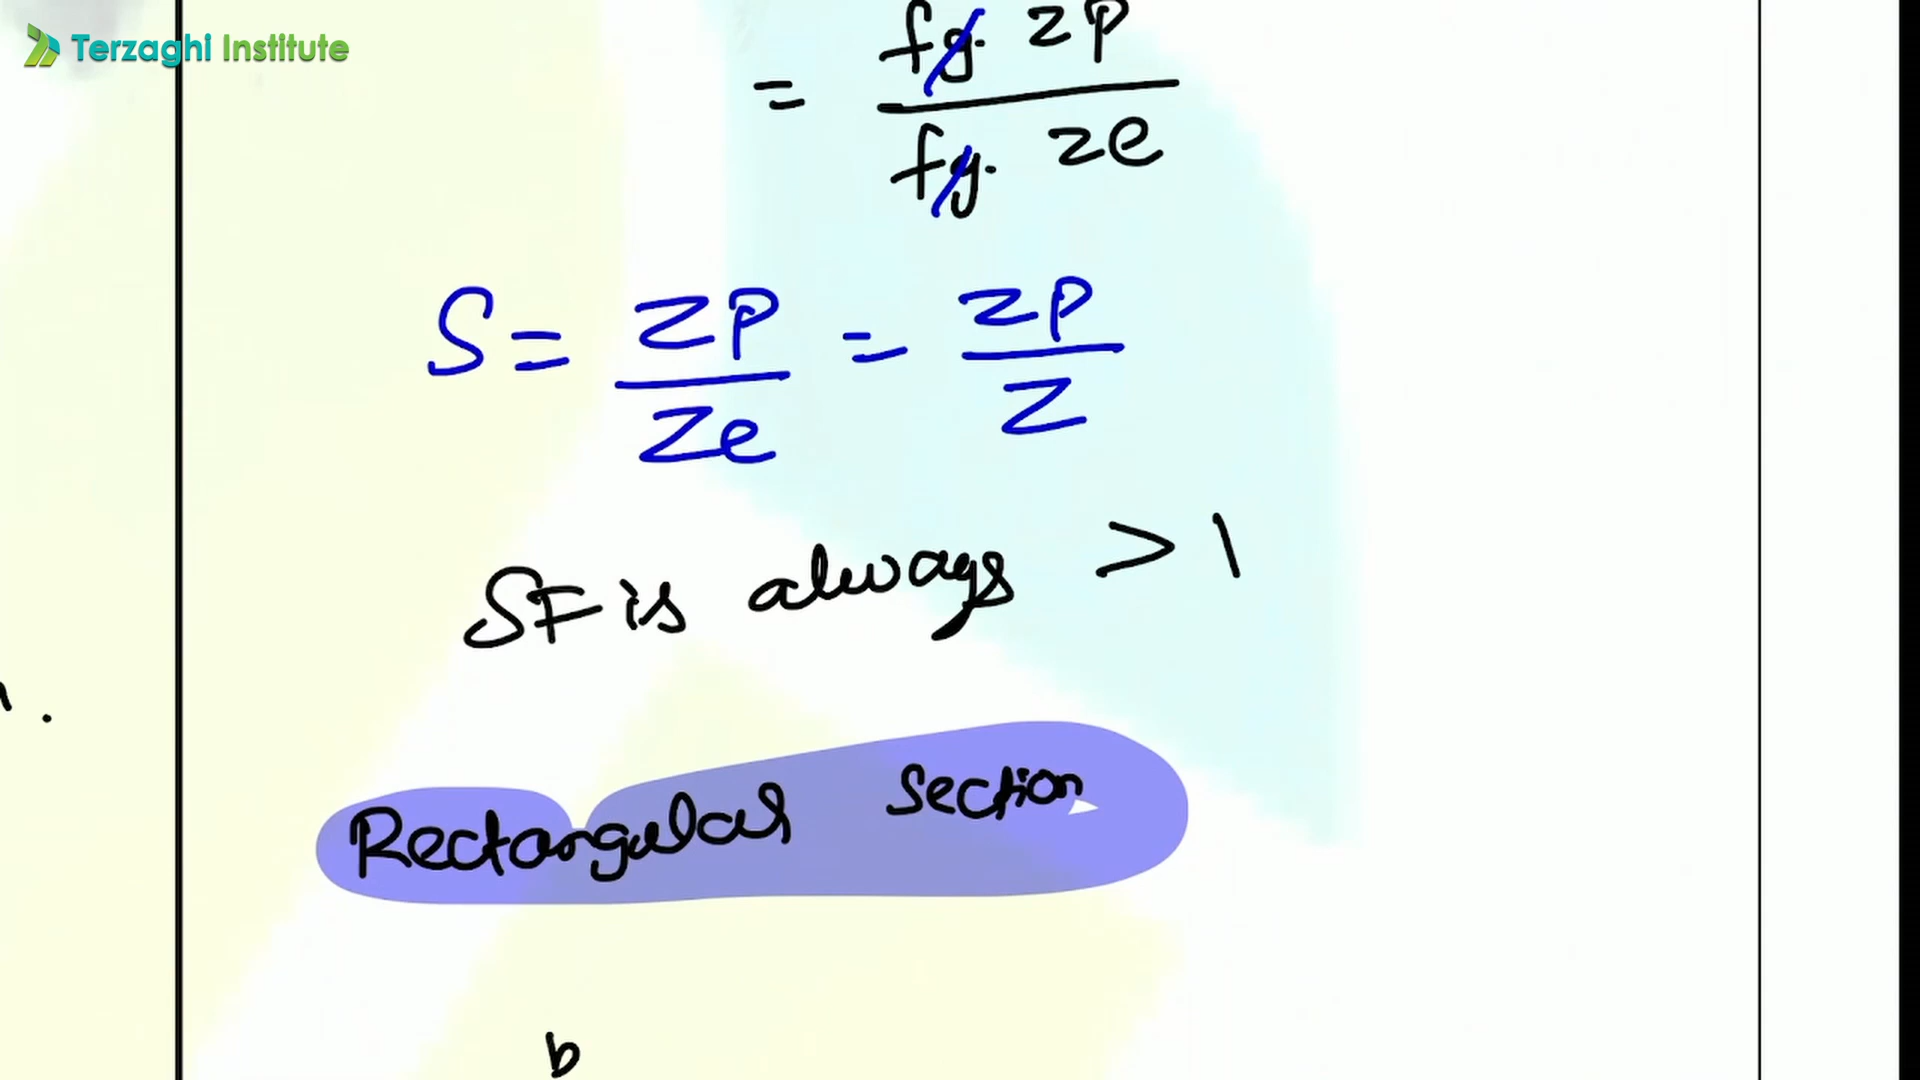 Terzaghi Institute
= fy. ZP / fy. Ze
S = ZP / Ze = ZP / Z
SF is always > 1
Rectangular Section
b